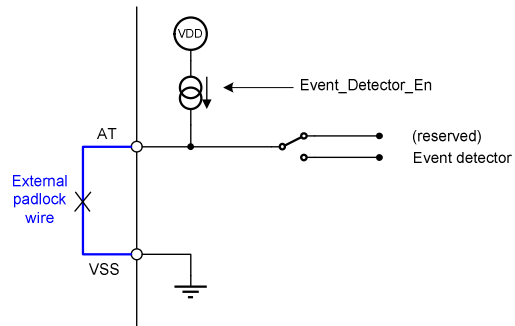 VDD
Event_Detector_En
AT
(reserved)
Event detector
External
padlock
wire
VSS